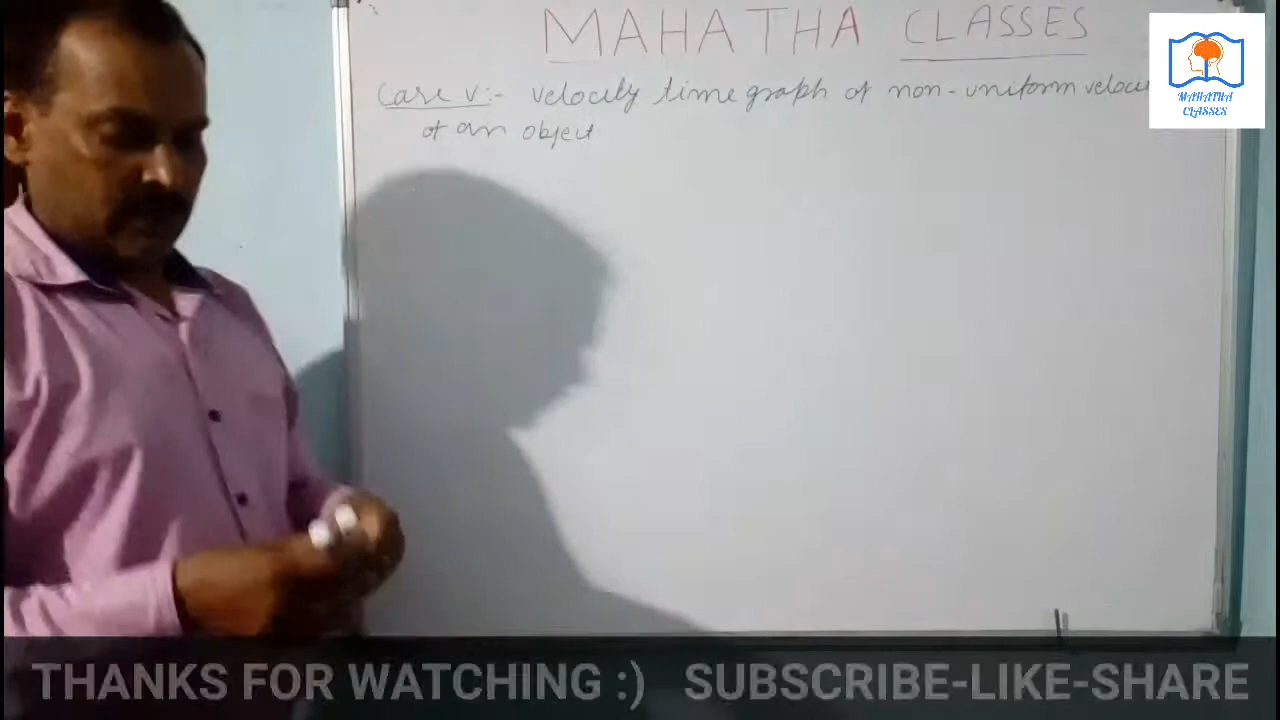 MAHATHA CLASSES
Case V:- velocity time graph of non-uniform
of an object
MAHATHA
CLASSES
THANKS FOR WATCHING :) SUBSCRIBE-LIKE-SHARE